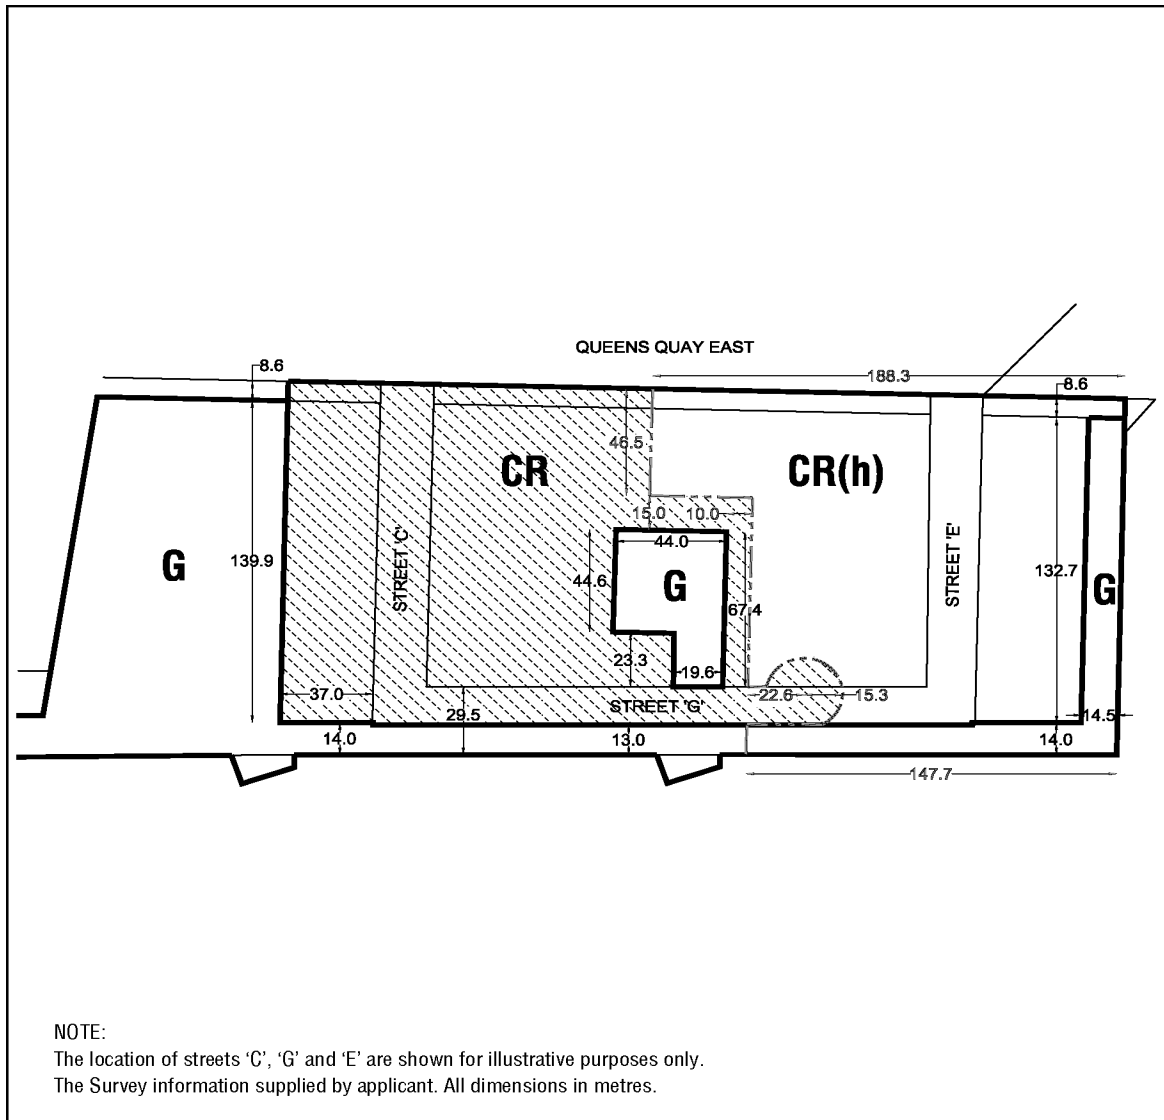 QUEENS QUAY EAST
8.6
188.3
8.6
46.5
CR
CR(h)
15.0
10.0
44.0
139.9
G
STREET 'C'
44.6
G
67.4
STREET 'E'
132.7
G
23.3
19.6
37.0
22.6
15.3
STREET 'G'
29.5
14.5
14.0
13.0
14.0
147.7
NOTE:
The location of streets ‘C’, ‘G’ and ‘E’ are shown for illustrative purposes only.
The Survey information supplied by applicant. All dimensions in metres.